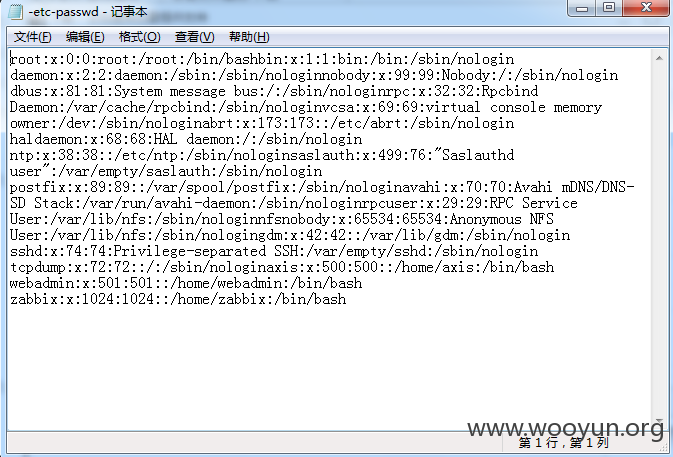 -etc-passwd - 记事本
文件(F) 编辑(E) 格式(O) 查看(V) 帮助(H)
root:x:0:0:root:/root:/bin/bashbin:x:1:1:bin:/bin:/sbin/nologin
daemon:x:2:2:daemon:/sbin:/sbin/nologinnobody:x:99:99:Nobody:/:/sbin/nologin
dbus:x:81:81:System message bus:/:/sbin/nologinrpc:x:32:32:Rpcbind
Daemon:/var/cache/rpcbind:/sbin/nologinvcsa:x:69:69:virtual console memory
owner:/dev:/sbin/nologinabrt:x:173:173::/etc/abrt:/sbin/nologin
haldaemon:x:68:68:HAL daemon:/:/sbin/nologin
ntp:x:38:38::/etc/ntp:/sbin/nologinsaslauth:x:499:76:"Saslauthd
user":/var/empty/saslauth:/sbin/nologin
postfix:x:89:89::/var/spool/postfix:/sbin/nologinavahi:x:70:70:Avahi mDNS/DNS-
SD Stack:/var/run/avahi-daemon:/sbin/nologinrpcuser:x:29:29:RPC Service
User:/var/lib/nfs:/sbin/nologinnfsnobody:x:65534:65534:Anonymous NFS
User:/var/lib/nfs:/sbin/nologingdm:x:42:42::/var/lib/gdm:/sbin/nologin
sshd:x:74:74:Privilege-separated SSH:/var/empty/sshd:/sbin/nologin
tcpdump:x:72:72::/:/sbin/nologinaxis:x:500:500::/home/axis:/bin/bash
webadmin:x:501:501::/home/webadmin:/bin/bash
zabbix:x:1024:1024::/home/zabbix:/bin/bash
www.wooyun.org
第 1 行，第 1 列